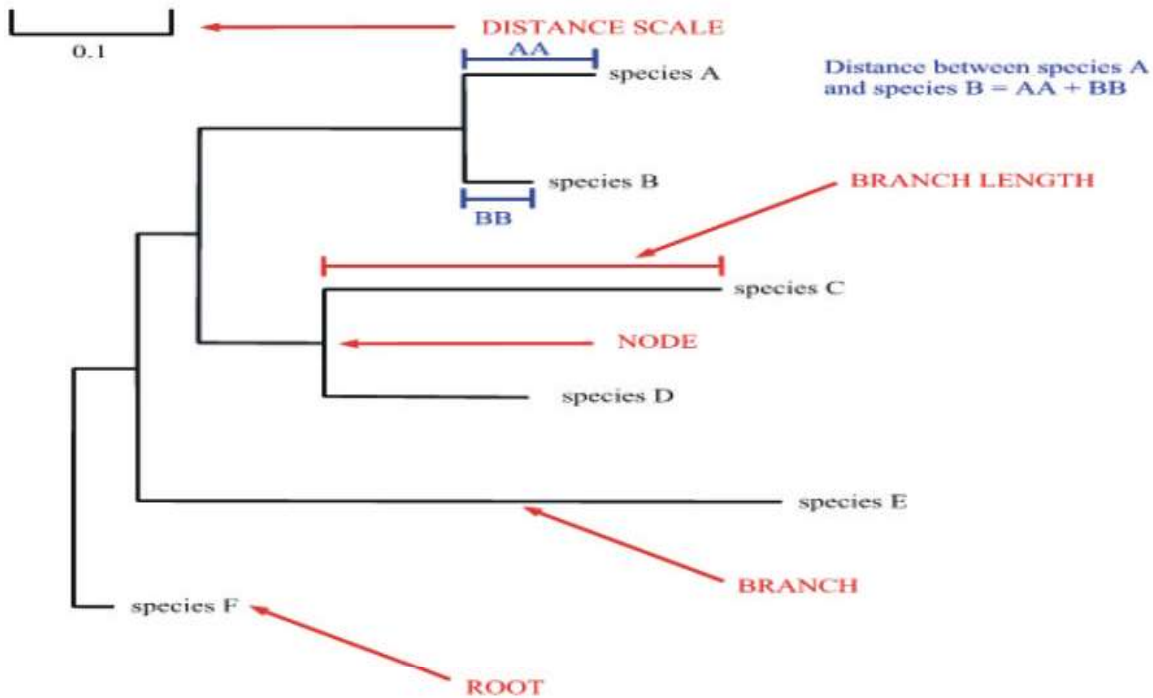 DISTANCE SCALE
0.1
AA
species A
Distance between species A
and species B = AA + BB
species B
BRANCH LENGTH
BB
species C
NODE
species D
species E
BRANCH
species F
ROOT